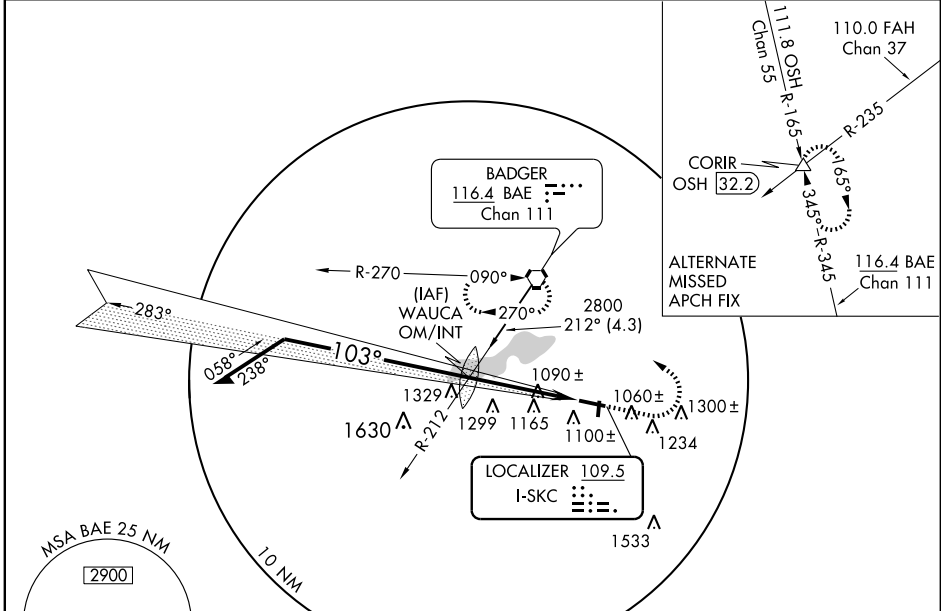 111.8 OSH
Chan 55
R-165
110.0 FAH
Chan 37
R-235
CORIR
OSH 32.2
165°
345°
R-345
ALTERNATE
MISSED
APCH FIX
116.4 BAE
Chan 111
BADGER
116.4 BAE
Chan 111
R-270
090°
270°
(IAF)
WAUCA
OM/INT
2800
212° (4.3)
283°
103°
058°
238°
1090 ±
1329
1299
1165
1060 ±
1300 ±
1630
R-212
1100 ±
1234
LOCALIZER 109.5
I-SKC
1533
MSA BAE 25 NM
2900
10 NM